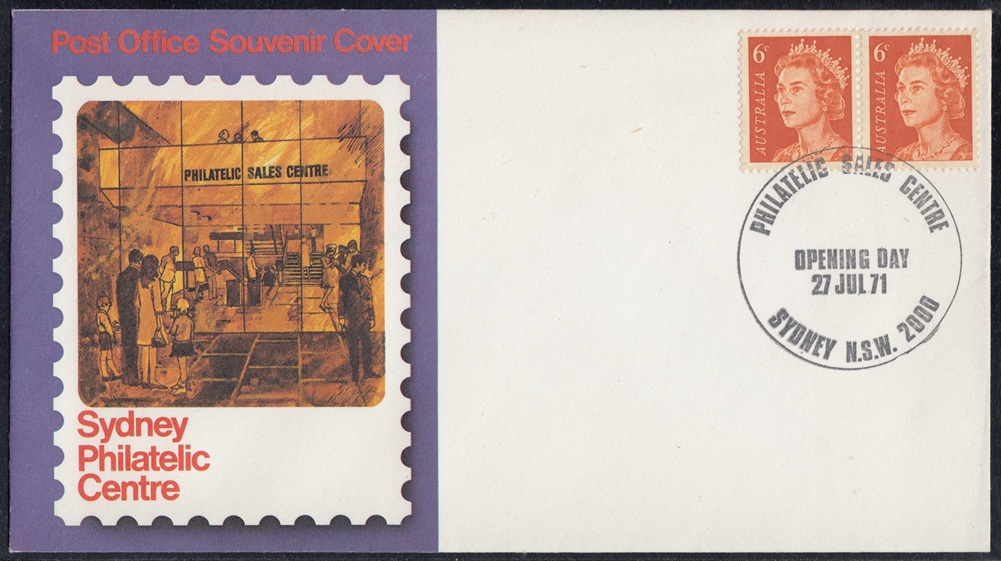 Post Office Souvenir Cover
PHILATELIC SALES CENTRE
Sydney
Philatelic
Centre
6c
AUSTRALIA
6c
AUSTRALIA
PHILATELIC SALES CENTRE
OPENING DAY
27 JUL 71
SYDNEY N.S.W. 2000